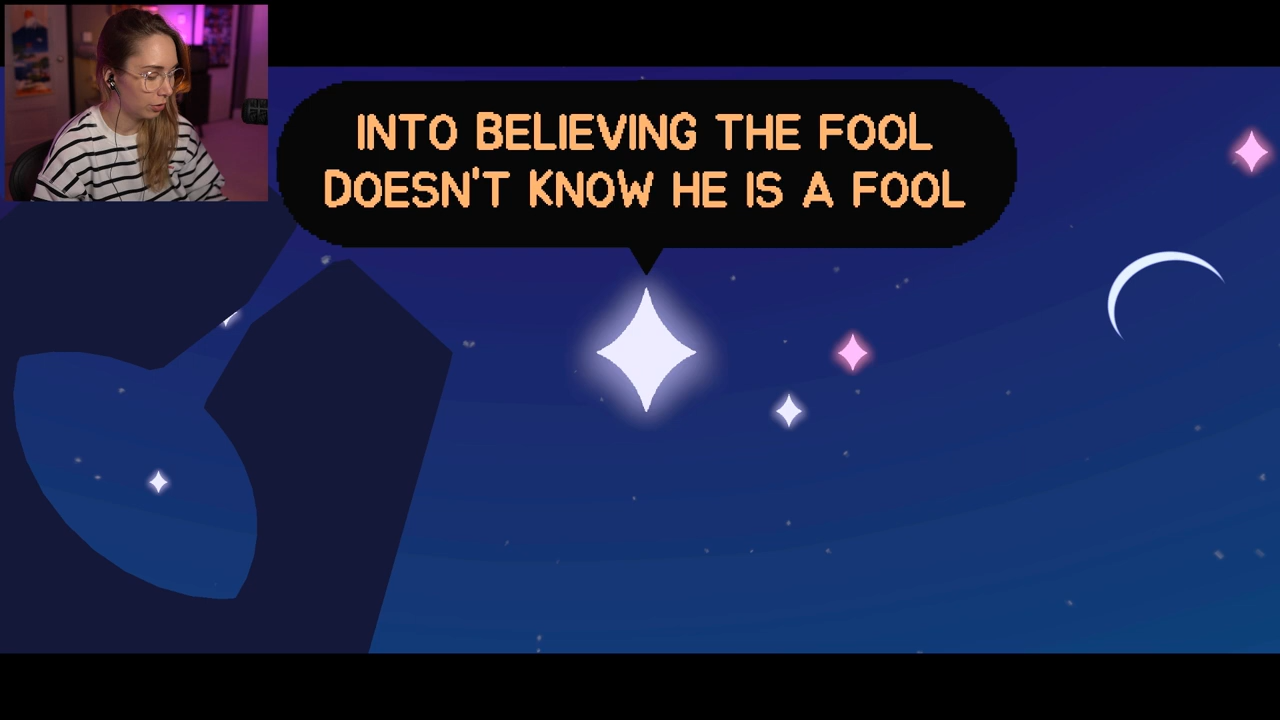 INTO BELIEVING THE FOOL
DOESN'T KNOW HE IS A FOOL